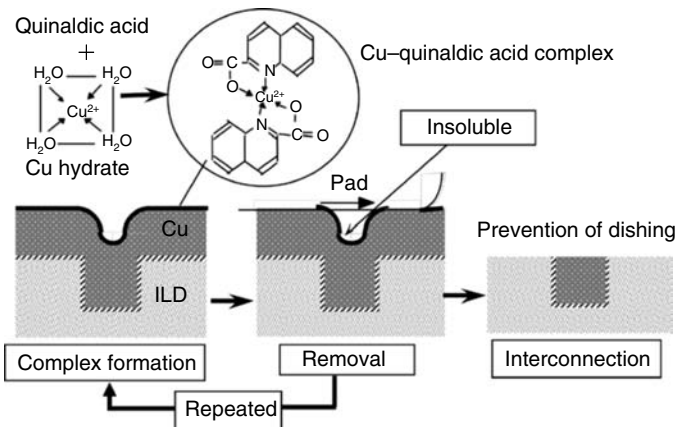 Quinaldic acid
+
H2O H2O
Cu2+
H2O H2O
Cu hydrate
O C
O N
Cu2+
N O
C O
Cu–quinaldic acid complex
Insoluble
Pad
Cu
ILD
Prevention of dishing
Complex formation
Removal
Interconnection
Repeated